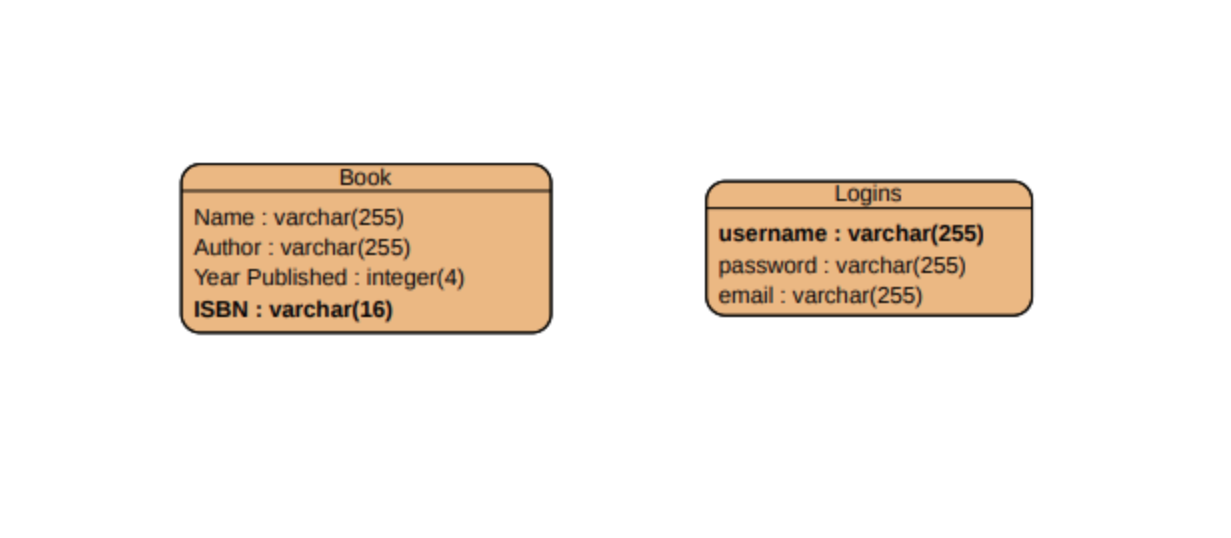 Book
Name : varchar(255)
Author : varchar(255)
Year Published : integer(4)
ISBN : varchar(16)
Logins
username : varchar(255)
password : varchar(255)
email : varchar(255)